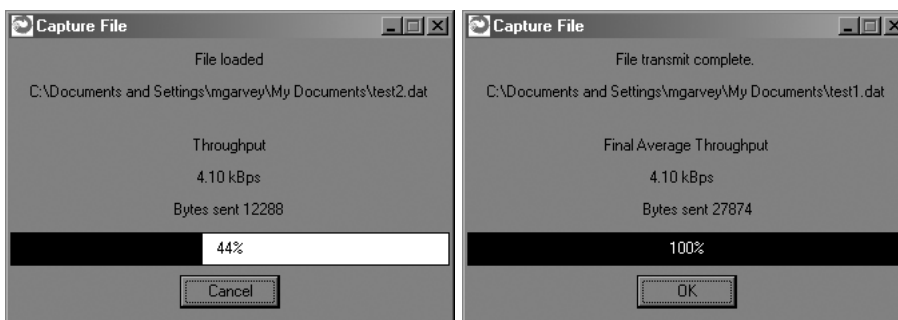 Capture File
File loaded
C:\Documents and Settings\mgarvey\My Documents\test2.dat
Throughput
4.10 kBps
Bytes sent 12288
44%
Cancel
Capture File
File transmit complete.
C:\Documents and Settings\mgarvey\My Documents\test1.dat
Final Average Throughput
4.10 kBps
Bytes sent 27874
100%
OK